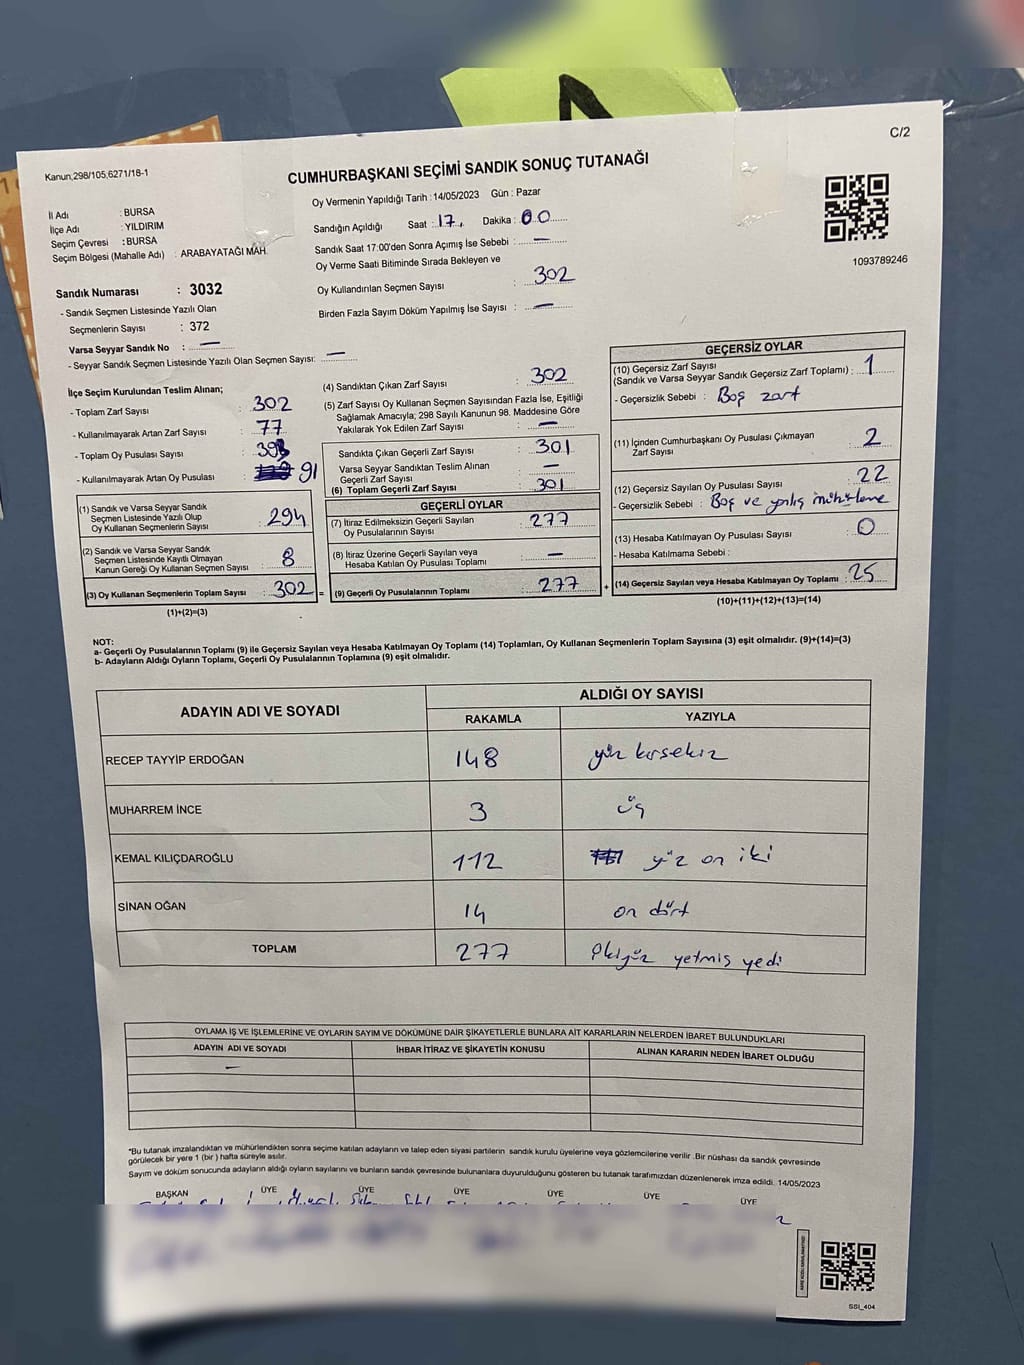 C/2
Kanun;298/105,6271/18-1
CUMHURBAŞKANI SEÇİMİ SANDIK SONUÇ TUTANAĞI
Oy Vermenin Yapıldığı Tarih :14/05/2023 Gün : Pazar
İl Adı : BURSA
İlçe Adı : YILDIRIM
Seçim Çevresi : BURSA
Seçim Bölgesi (Mahalle Adı) : ARABAYATAĞI MAH.
Sandığın Açıldığı Saat : 17, Dakika : 00
Sandık Saat 17:00'den Sonra Açımış İse Sebebi : —
Oy Verme Saati Bitiminde Sırada Bekleyen ve
Oy Kullandırılan Seçmen Sayısı : 302
Birden Fazla Sayım Döküm Yapılmış İse Sayısı : —
1093789246
Sandık Numarası : 3032
- Sandık Seçmen Listesinde Yazılı Olan
Seçmenlerin Sayısı : 372
Varsa Seyyar Sandık No : —
- Seyyar Sandık Seçmen Listesinde Yazılı Olan Seçmen Sayısı: —
İlçe Seçim Kurulundan Teslim Alınan;
- Toplam Zarf Sayısı : 302
- Kullanılmayarak Artan Zarf Sayısı : 77
- Toplam Oy Pusulası Sayısı :
- Kullanılmayarak Artan Oy Pusulası : 91
(1) Sandık ve Varsa Seyyar Sandık
Seçmen Listesinde Yazılı Olup
Oy Kullanan Seçmenlerin Sayısı : 294
(2) Sandık ve Varsa Seyyar Sandık
Seçmen Listesinde Kayıtlı Olmayan
Kanun Gereği Oy Kullanan Seçmen Sayısı : 8
(3) Oy Kullanan Seçmenlerin Toplam Sayısı : 302 =
(1)+(2)=(3)
(4) Sandıktan Çıkan Zarf Sayısı : 302
(5) Zarf Sayısı Oy Kullanan Seçmen Sayısından Fazla İse, Eşitliği
Sağlamak Amacıyla; 298 Sayılı Kanunun 98. Maddesine Göre
Yakılarak Yok Edilen Zarf Sayısı : —
Sandıkta Çıkan Geçerli Zarf Sayısı : 301
Varsa Seyyar Sandıktan Teslim Alınan
Geçerli Zarf Sayısı : —
(6) Toplam Geçerli Zarf Sayısı : 301
GEÇERLİ OYLAR
(7) İtiraz Edilmeksizin Geçerli Sayılan
Oy Pusulalarının Sayısı : 277
(8) İtiraz Üzerine Geçerli Sayılan veya
Hesaba Katılan Oy Pusulası Toplamı : —
(9) Geçerli Oy Pusulalarının Toplamı : 277 +
GEÇERSİZ OYLAR
(10) Geçersiz Zarf Sayısı
(Sandık ve Varsa Seyyar Sandık Geçersiz Zarf Toplamı) : 1
- Geçersizlik Sebebi : Boş zarf
(11) İçinden Cumhurbaşkanı Oy Pusulası Çıkmayan
Zarf Sayısı : 2
(12) Geçersiz Sayılan Oy Pusulası Sayısı : 22
- Geçersizlik Sebebi : Boş ve yanlış mühürleme
(13) Hesaba Katılmayan Oy Pusulası Sayısı : 0
- Hesaba Katılmama Sebebi :
(14) Geçersiz Sayılan veya Hesaba Katılmayan Oy Toplamı : 25
(10)+(11)+(12)+(13)=(14)
NOT:
a- Geçerli Oy Pusulalarının Toplamı (9) ile Geçersiz Sayılan veya Hesaba Katılmayan Oy Toplamı (14) Toplamları, Oy Kullanan Seçmenlerin Toplam Sayısına (3) eşit olmalıdır. (9)+(14)=(3)
b- Adayların Aldığı Oyların Toplamı, Geçerli Oy Pusulalarının Toplamına (9) eşit olmalıdır.
ADAYIN ADI VE SOYADI ALDIĞI OY SAYISI
RAKAMLA YAZIYLA
RECEP TAYYİP ERDOĞAN 148 yüz kırsekiz
MUHARREM İNCE 3 üç
KEMAL KILIÇDAROĞLU 112 yüz on iki
SİNAN OĞAN 14 on dört
TOPLAM 277 ikiyüz yetmiş yedi
OYLAMA İŞ VE İŞLEMLERİNE VE OYLARIN SAYIM VE DÖKÜMÜNE DAİR ŞİKAYETLERLE BUNLARA AİT KARARLARIN NELERDEN İBARET BULUNDUKLARI
ADAYIN ADI VE SOYADI İHBAR İTİRAZ VE ŞİKAYETİN KONUSU ALINAN KARARIN NEDEN İBARET OLDUĞU
—
*Bu tutanak imzalandıktan ve mühürlendikten sonra seçime katılan adayların ve talep eden siyasi partilerin sandık kurulu üyelerine veya gözlemcilerine verilir .Bir nüshası da sandık çevresinde
görülecek bir yere 1 (bir ) hafta süreyle asılır.
Sayım ve döküm sonucunda adayların aldığı oyların sayılarını ve bunların sandık çevresinde bulunanlara duyurulduğunu gösteren bu tutanak tarafımızdan düzenlenerek imza edildi. 14/05/2023
BAŞKAN ÜYE ÜYE ÜYE ÜYE ÜYE ÜYE
SSI_404